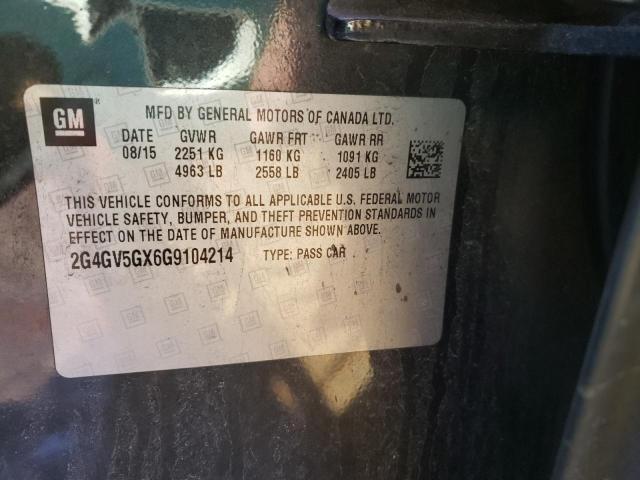 GM
MFD BY GENERAL MOTORS OF CANADA LTD.
DATE GVWR GAWR FRT GAWR RR
08/15 2251 KG 1160 KG 1091 KG
4963 LB 2558 LB 2405 LB
THIS VEHICLE CONFORMS TO ALL APPLICABLE U.S. FEDERAL MOTOR
VEHICLE SAFETY, BUMPER, AND THEFT PREVENTION STANDARDS IN
EFFECT ON THE DATE OF MANUFACTURE SHOWN ABOVE.
2G4GV5GX6G9104214 TYPE: PASS CAR